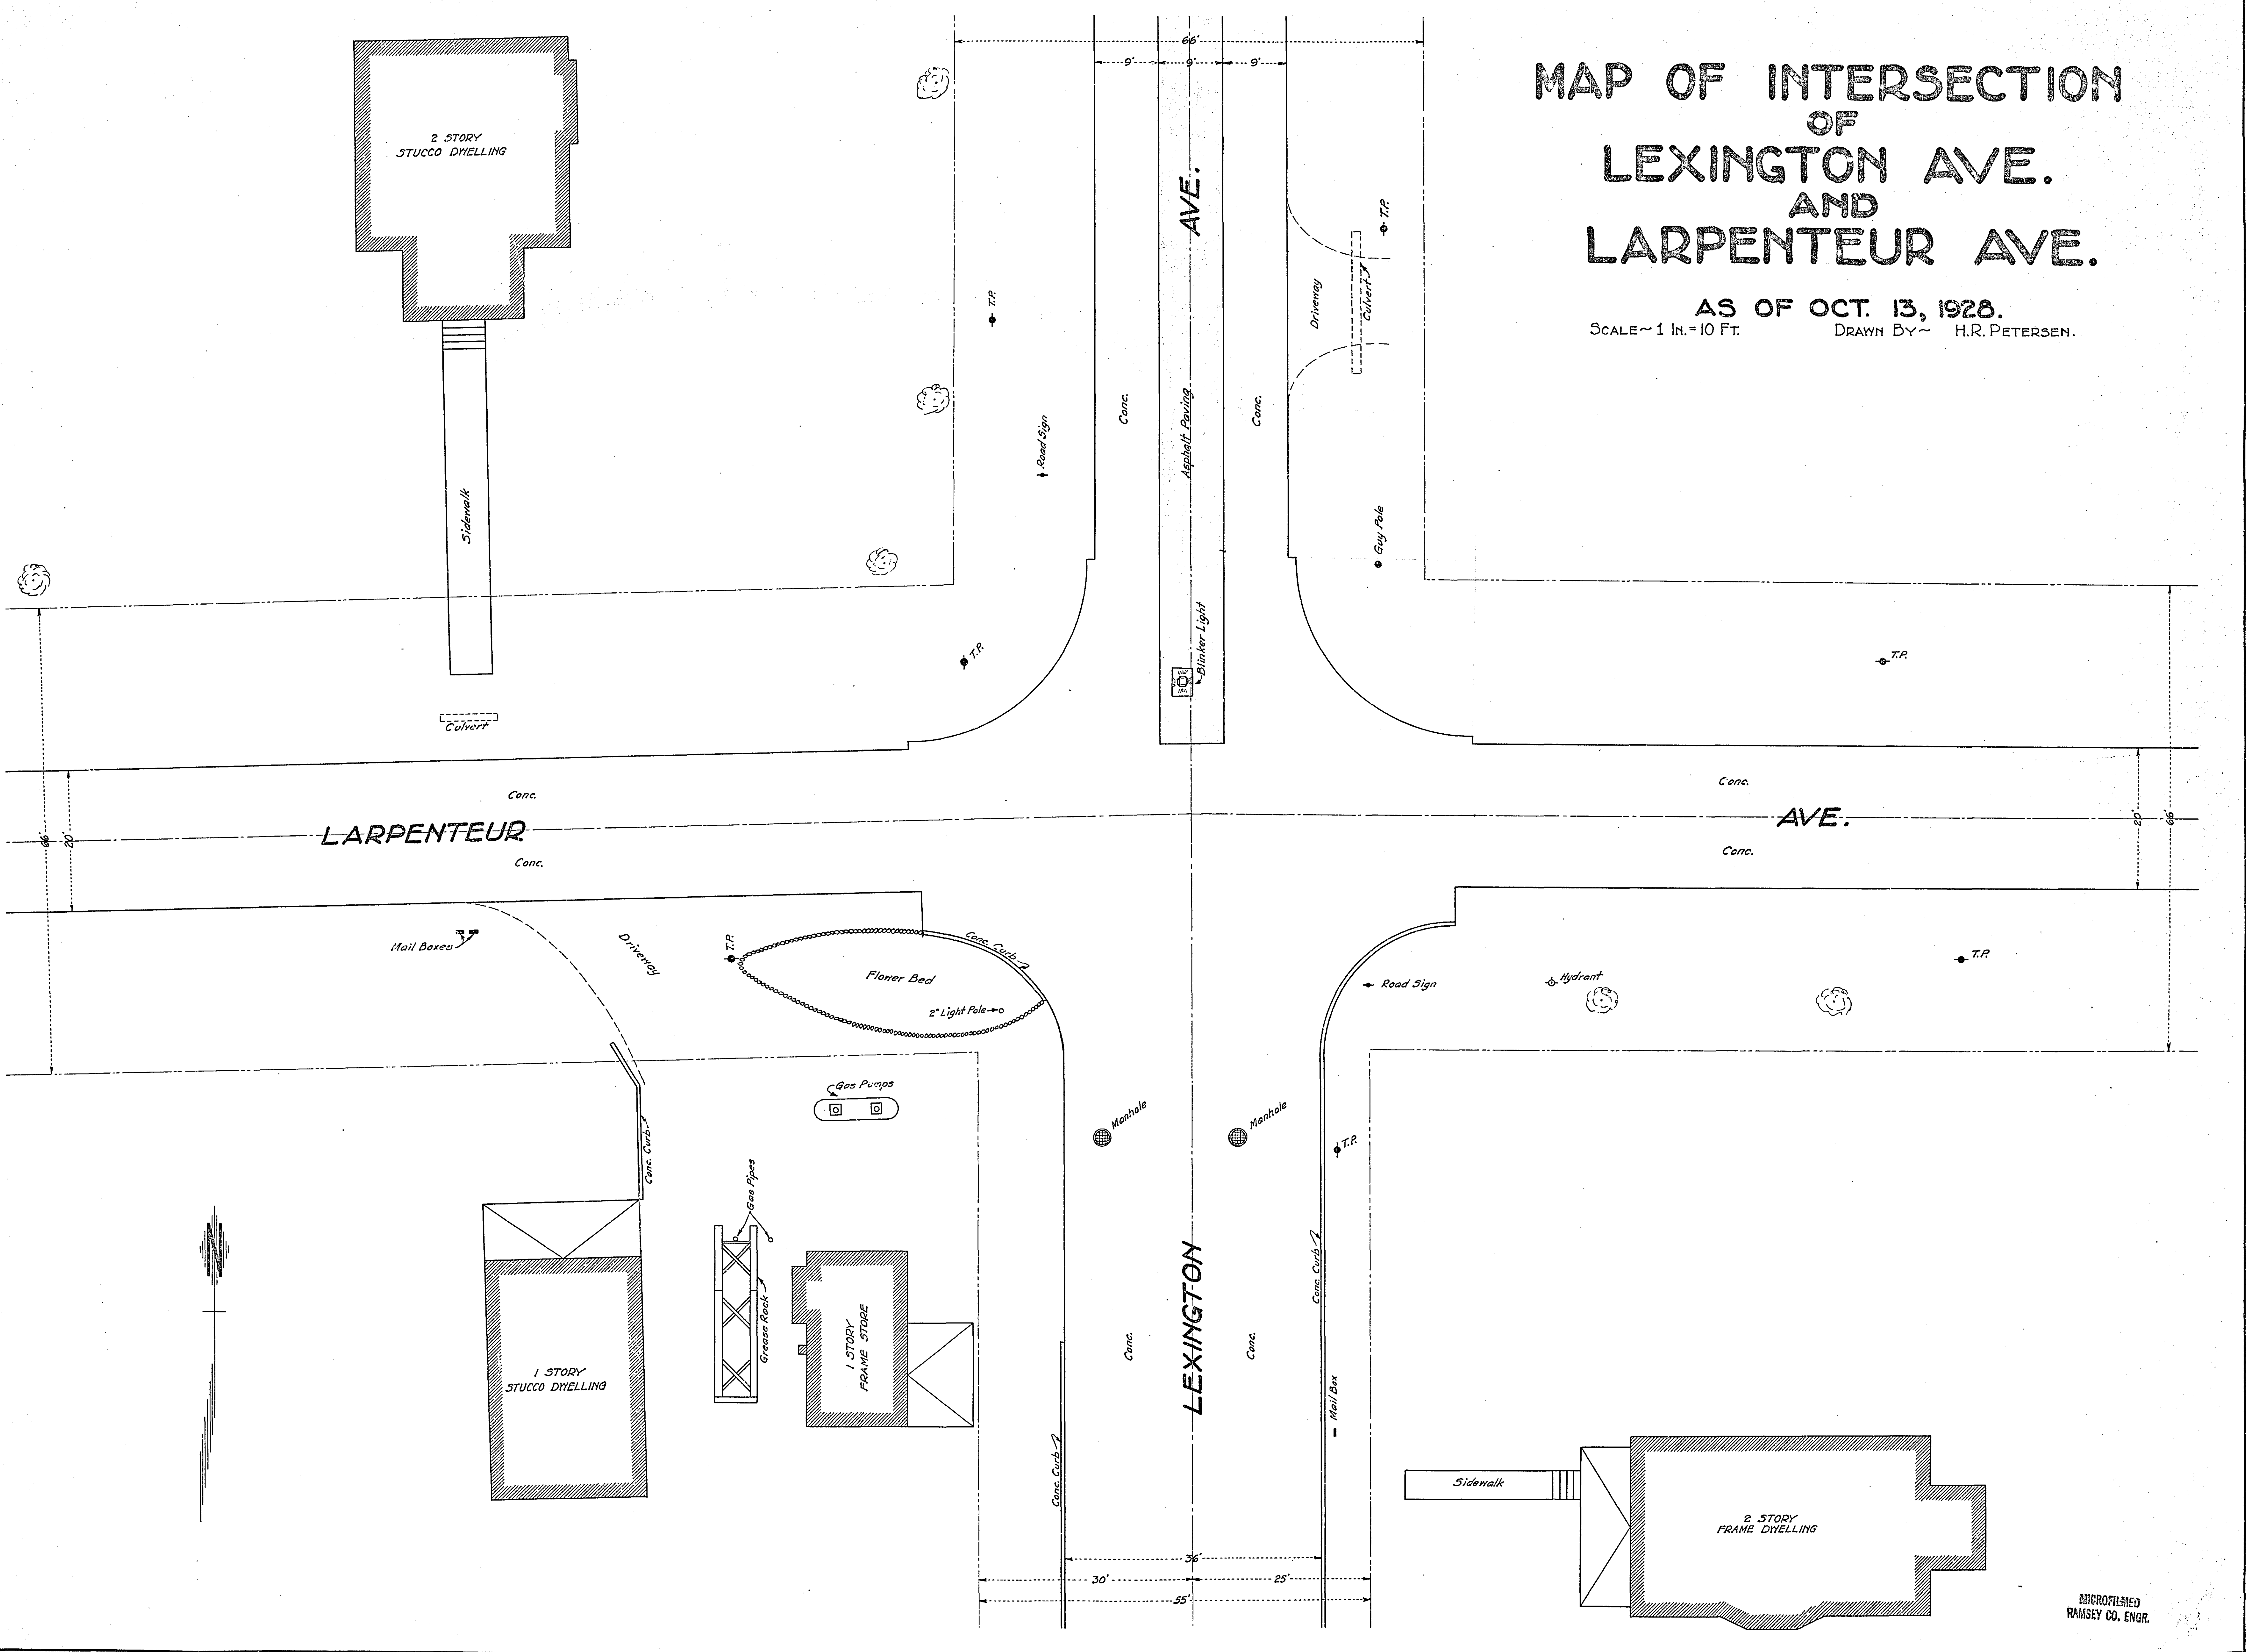 MAP OF INTERSECTION
OF
LEXINGTON AVE.
AND
LARPENTEUR AVE.
AS OF OCT. 13, 1928.
SCALE~ 1 IN.=10 FT. DRAWN BY~ H.R. PETERSEN.
66'
9' 9' 9'
2 STORY
STUCCO DWELLING
AVE.
T.P.
T.P.
Driveway
Culvert
Conc.
Asphalt Paving
Conc.
Road Sign
Sidewalk
Guy Pole
Blinker Light
T.P.
T.P.
Culvert
Conc.
Conc.
LARPENTEUR AVE.
66'
20'
20'
66'
Conc.
Conc.
Mail Boxes
Driveway
T.P.
Conc. Curb
Flower Bed
2" Light Pole
Road Sign
Hydrant
T.P.
Gas Pumps
Manhole
Manhole
T.P.
Conc. Curb
Gas Pipes
N
Grease Rack
1 STORY
FRAME STORE
1 STORY
STUCCO DWELLING
LEXINGTON
Conc.
Conc.
Conc. Curb
Conc. Curb
Mail Box
Sidewalk
2 STORY
FRAME DWELLING
36'
30' 25'
55'
MICROFILMED
RAMSEY CO. ENGR.